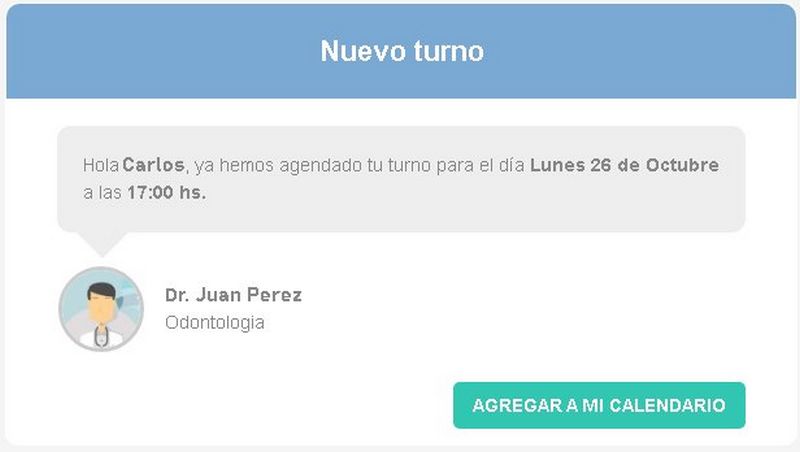 Nuevo turno
Hola Carlos, ya hemos agendado tu turno para el día Lunes 26 de Octubre
a las 17:00 hs.
Dr. Juan Perez
Odontologia
AGREGAR A MI CALENDARIO